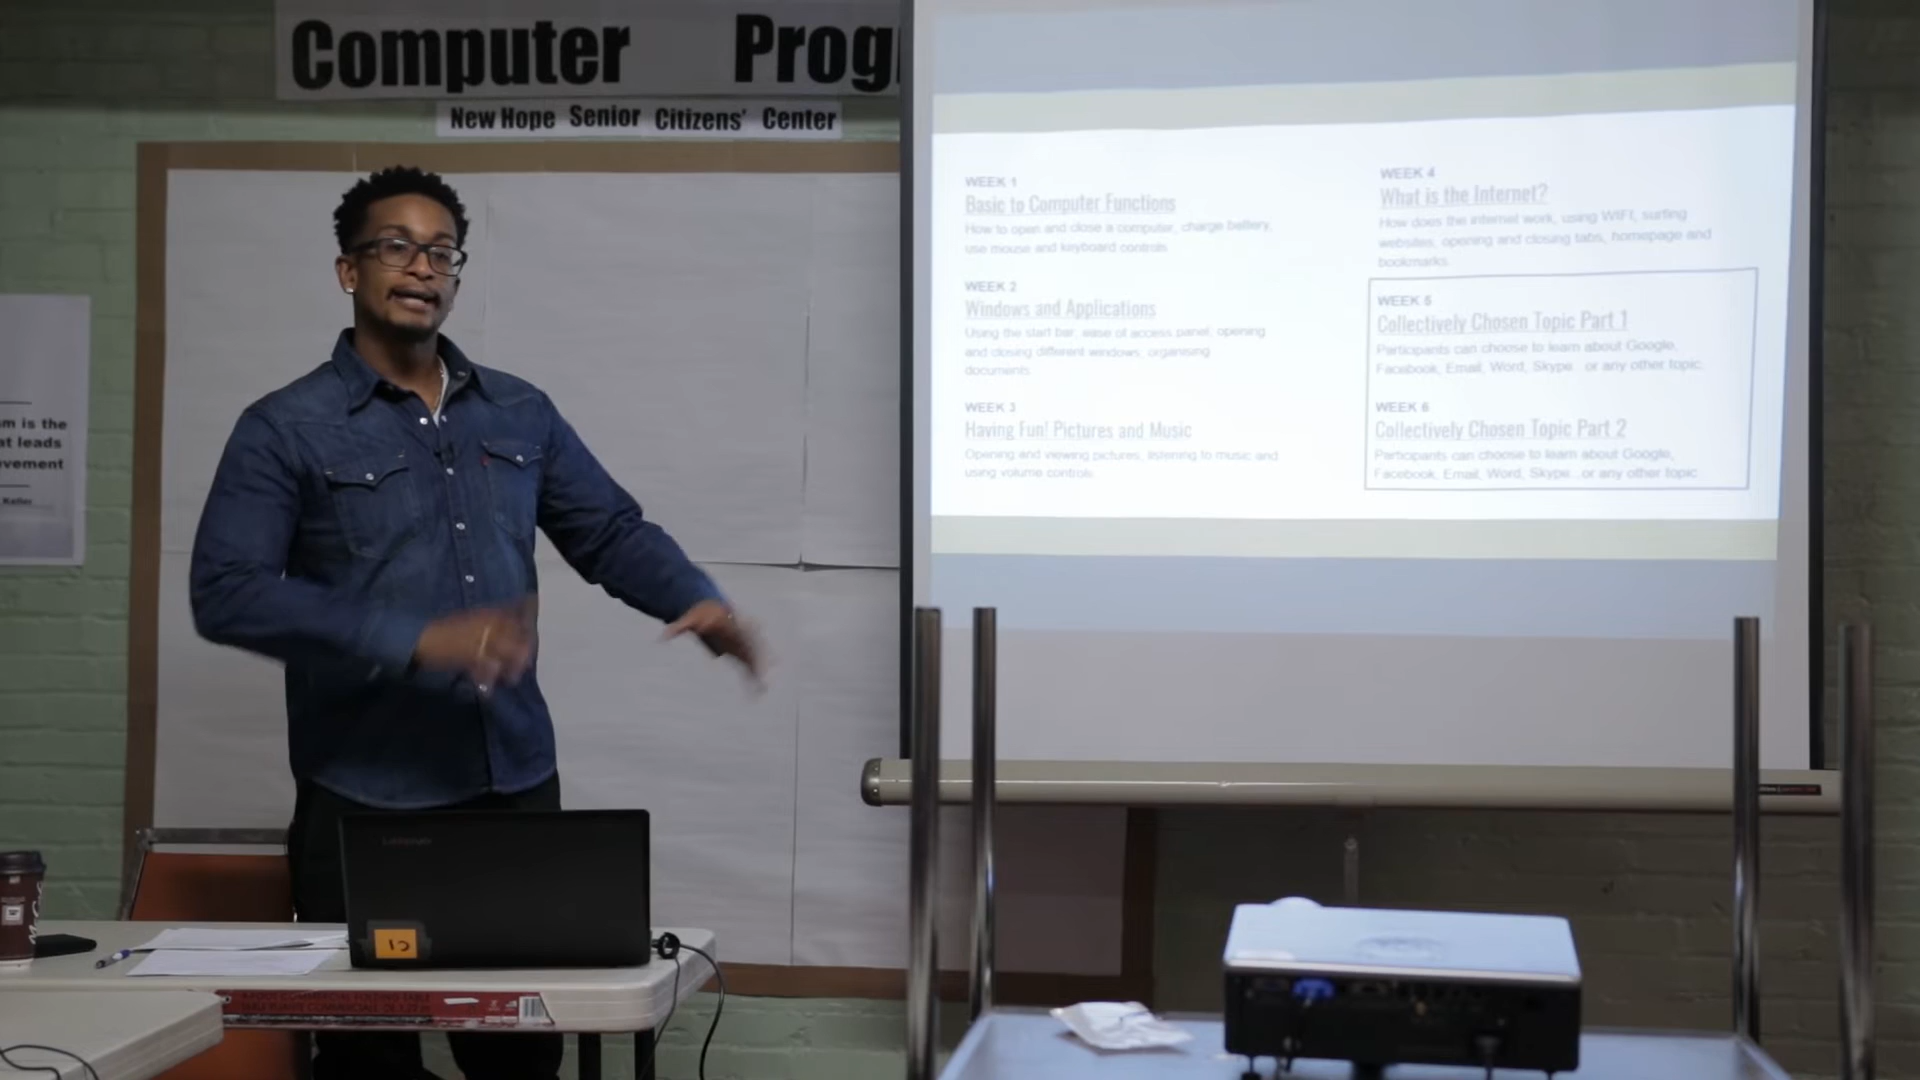 Computer Prog
New Hope Senior Citizens' Center
m is the
at leads
vement
Keller
WEEK 1
Basic to Computer Functions
How to open and close a computer, charge battery,
use mouse and keyboard controls
WEEK 2
Windows and Applications
Using the start bar, ease of access panel, opening
and closing different windows, organising
documents
WEEK 3
Having Fun! Pictures and Music
Opening and viewing pictures, listening to music and
using volume controls
WEEK 4
What is the Internet?
How does the internet work, using WIFI, surfing
websites, opening and closing tabs, homepage and
bookmarks.
WEEK 5
Collectively Chosen Topic Part 1
Participants can choose to learn about Google,
Facebook, Email, Word, Skype...or any other topic.
WEEK 6
Collectively Chosen Topic Part 2
Participants can choose to learn about Google,
Facebook, Email, Word, Skype...or any other topic
Lenovo
C1